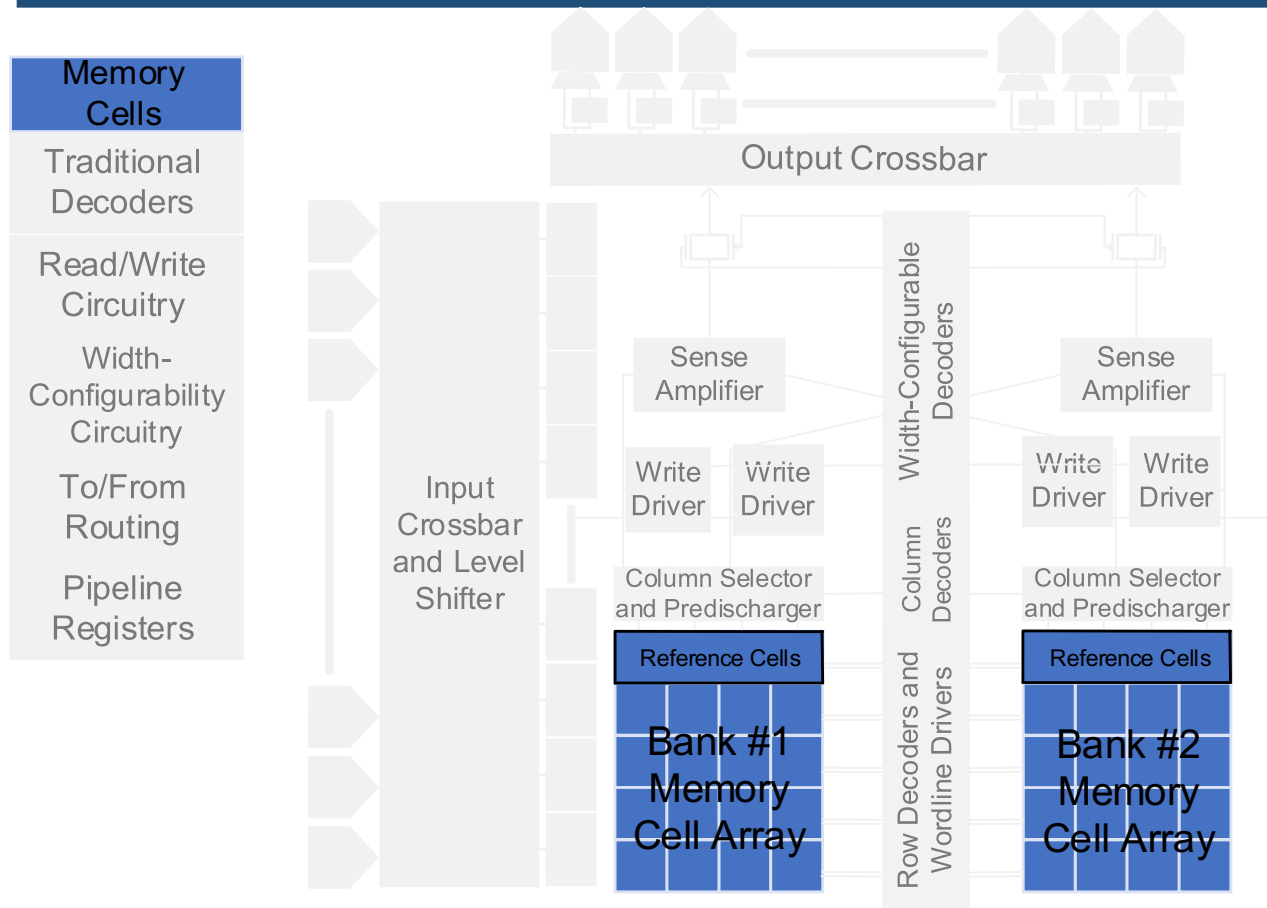 Memory
Cells
Traditional
Decoders
Read/Write
Circuitry
Width-
Configurability
Circuitry
To/From
Routing
Pipeline
Registers
Output Crossbar
Input
Crossbar
and Level
Shifter
Sense
Amplifier
Write
Driver
Write
Driver
Column Selector
and Predischarger
Reference Cells
Bank #1
Memory
Cell Array
Width-Configurable
Decoders
Column
Decoders
Row Decoders and
Wordline Drivers
Sense
Amplifier
Write
Driver
Write
Driver
Column Selector
and Predischarger
Reference Cells
Bank #2
Memory
Cell Array